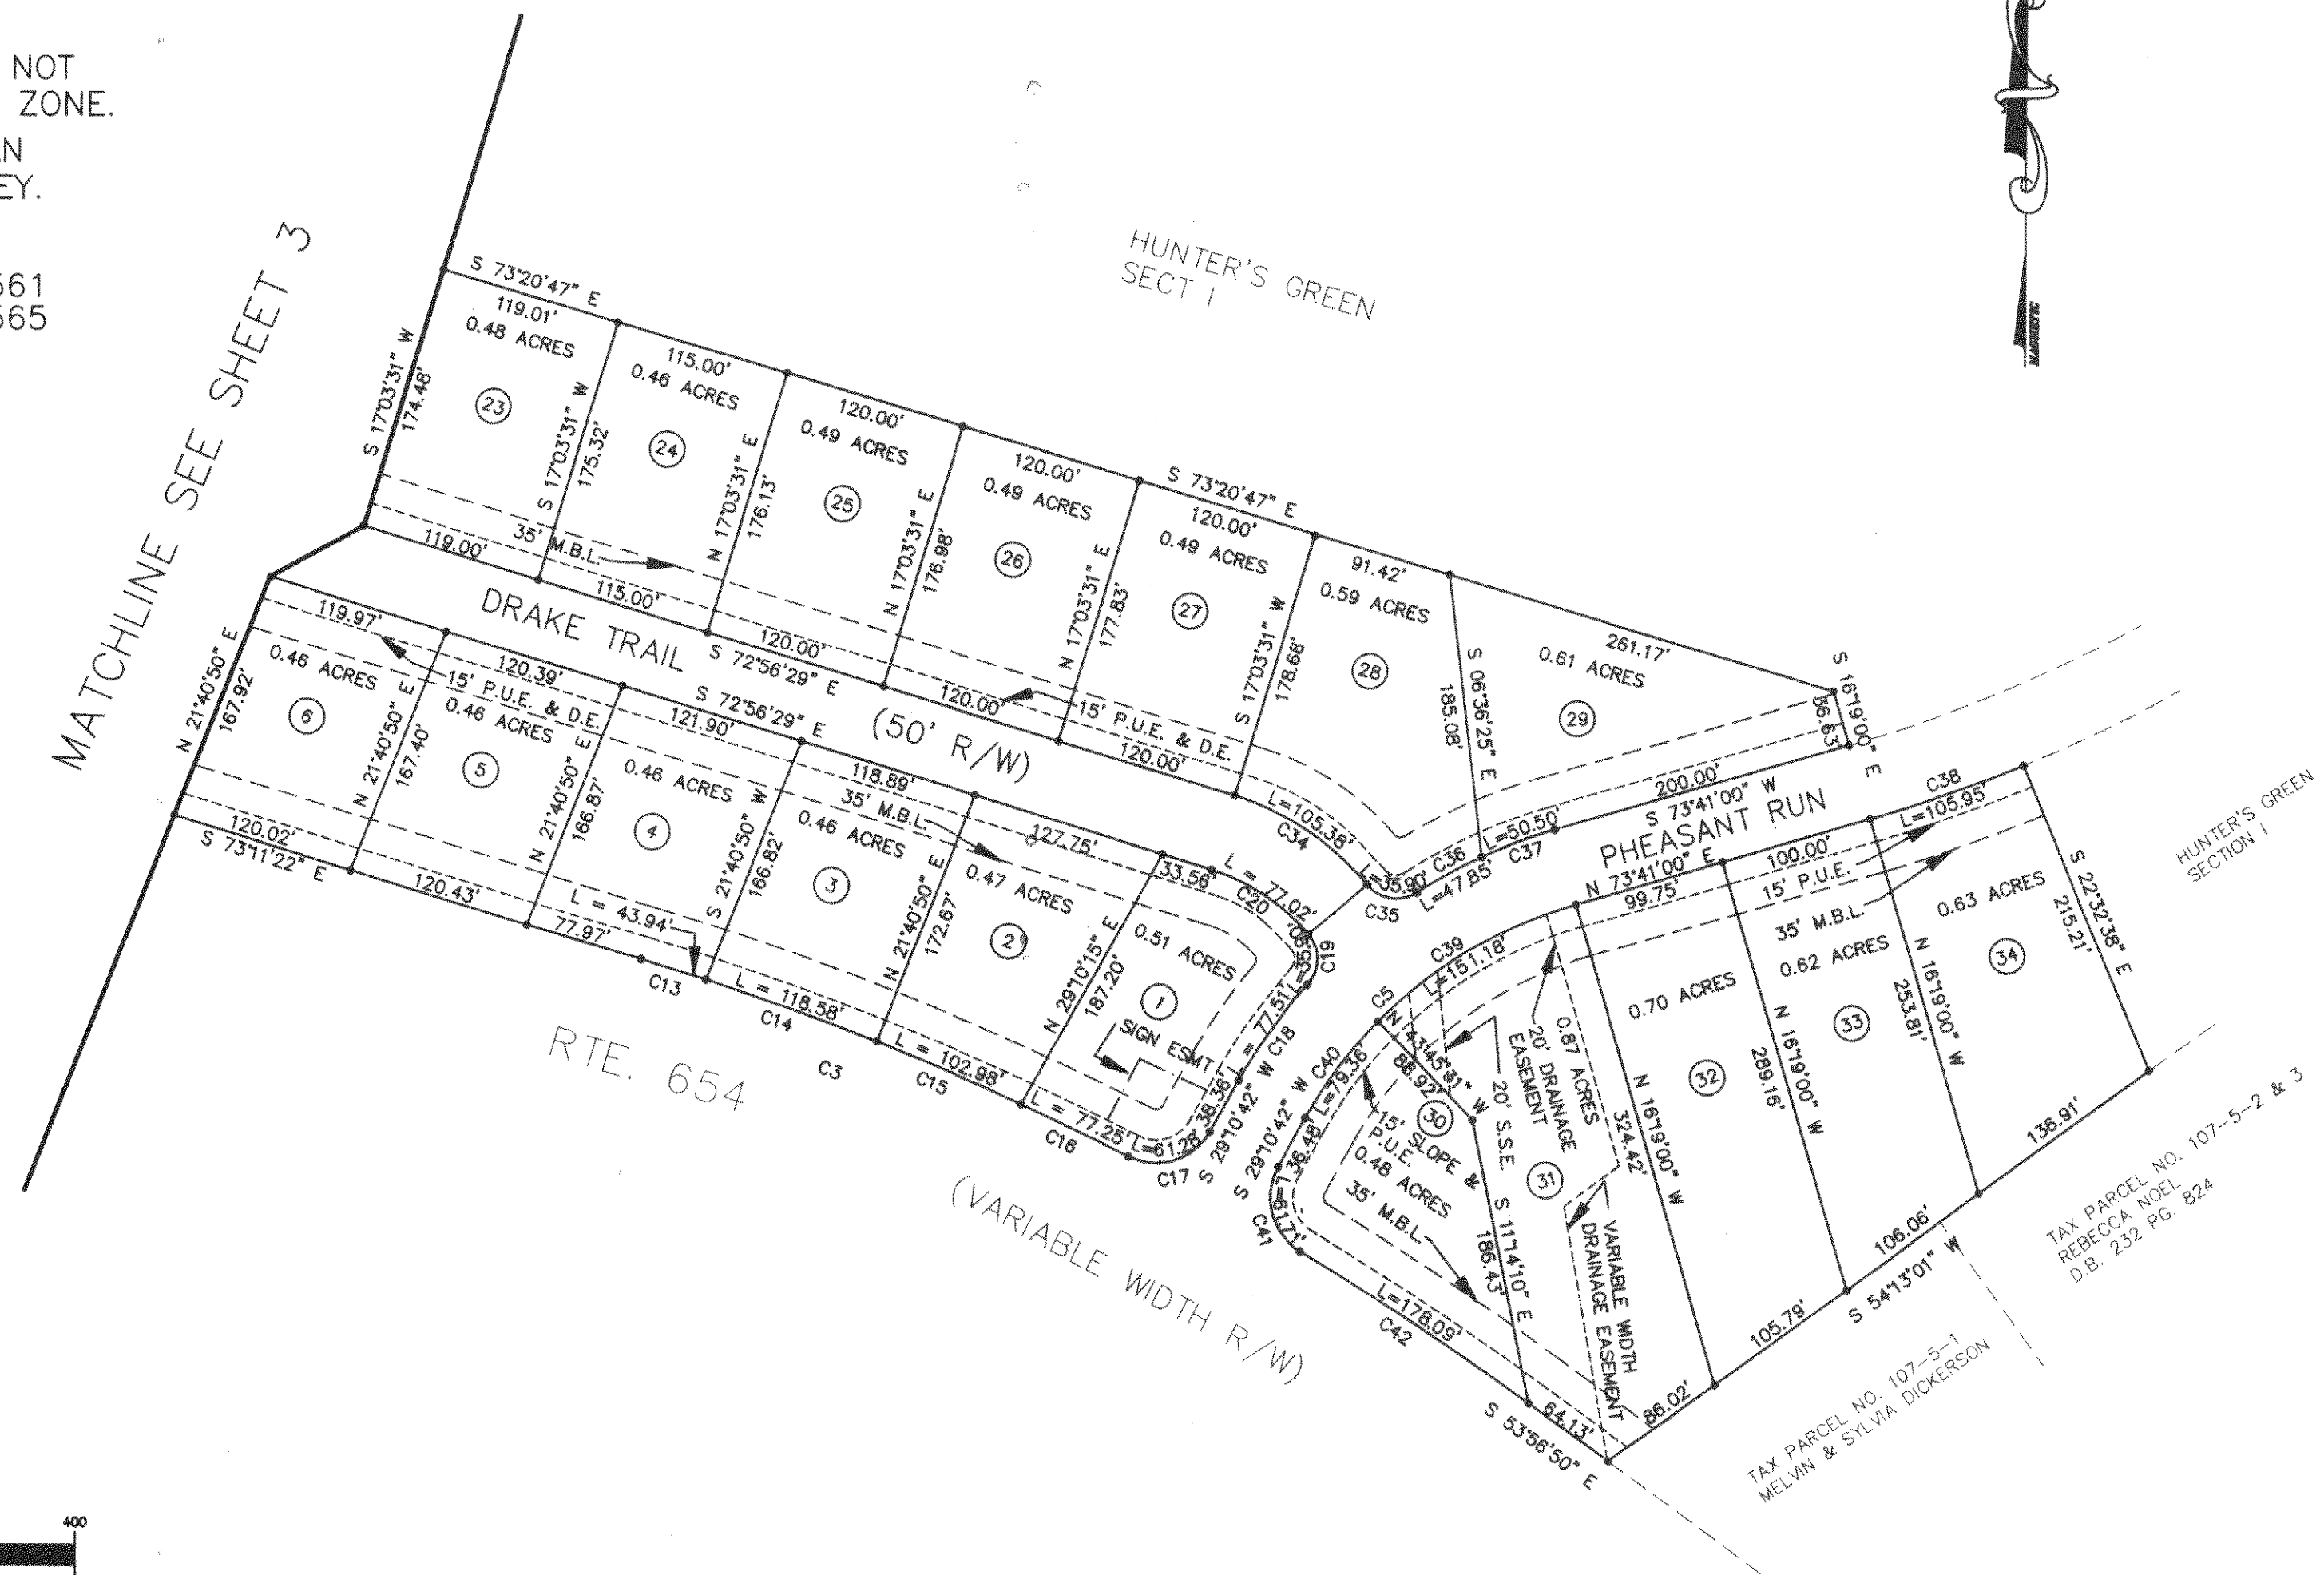 NOT
ZONE.
AN
EY.
561
565
MATCHLINE SEE SHEET 3
MAGNETIC
HUNTER'S GREEN
SECT I
S 73°20'47" E
119.01'
0.48 ACRES
23
S 17°03'31" W
174.48'
115.00'
0.46 ACRES
24
S 17°03'31" W
175.32'
120.00'
0.49 ACRES
25
N 17°03'31" E
176.13'
120.00'
0.49 ACRES
26
N 17°03'31" E
176.98'
S 73°20'47" E
120.00'
0.49 ACRES
27
N 17°03'31" E
177.83'
91.42'
0.59 ACRES
28
S 17°03'31" W
178.68'
261.17'
0.61 ACRES
29
S 06°36'25" E
185.08'
S 16°19'00" E
36.63'
35' M.B.L.
119.00'
115.00'
120.00'
S 72°56'29" E
120.00'
15' P.U.E. & D.E.
120.00'
L=105.38'
C34
L=35.90'
C35
C36
L=47.85'
L=50.50'
C37
200.00'
S 73°41'00" W
DRAKE TRAIL
(50' R/W)
PHEASANT RUN
119.97'
120.39'
S 72°56'29" E
121.90'
118.89'
127.75'
33.56'
L = 77.02'
C20
C19
15' P.U.E. & D.E.
35' M.B.L.
N 21°40'50" E
167.92'
0.46 ACRES
6
N 21°40'50" E
167.40'
0.46 ACRES
5
N 21°40'50" E
166.87'
0.46 ACRES
4
S 21°40'50" W
166.82'
0.46 ACRES
3
N 21°40'50" E
172.67'
0.47 ACRES
2
N 29°10'15" E
187.20'
0.51 ACRES
1
SIGN ESMT
120.02'
S 73°11'22" E
120.43'
77.97'
L = 43.94'
C13
L = 118.58'
C14
C3
L = 102.98'
C15
L = 77.25'
C16
L=61.28'
C17
38.36'
S 29°10'42" W
L = 77.51'
C18
RTE. 654
(VARIABLE WIDTH R/W)
N 73°41'00" E
99.75'
100.00'
C38
L=105.95'
15' P.U.E.
35' M.B.L.
C39
L=151.18'
C5
C40
L=79.36'
S 29°10'42" W
L=61.71'
C41
L=178.09'
C42
N 43°45'31" W
88.92'
30
15' SLOPE &
P.U.E.
0.48 ACRES
35' M.B.L.
20' S.S.E.
S 11°14'10" E
186.43'
20' DRAINAGE
EASEMENT
0.87 ACRES
31
VARIABLE WIDTH
DRAINAGE EASEMENT
N 16°19'00" W
324.42'
0.70 ACRES
32
N 16°19'00" W
289.16'
0.62 ACRES
33
N 16°19'00" W
253.81'
0.63 ACRES
34
S 22°32'38" E
215.21'
64.13'
S 53°56'50" E
86.02'
105.79'
106.06'
S 54°13'01" W
136.91'
HUNTER'S GREEN
SECTION I
TAX PARCEL NO. 107-5-2 & 3
REBECCA NOEL
D.B. 232 PG. 824
TAX PARCEL NO. 107-5-1
MELVIN & SYLVIA DICKERSON
400